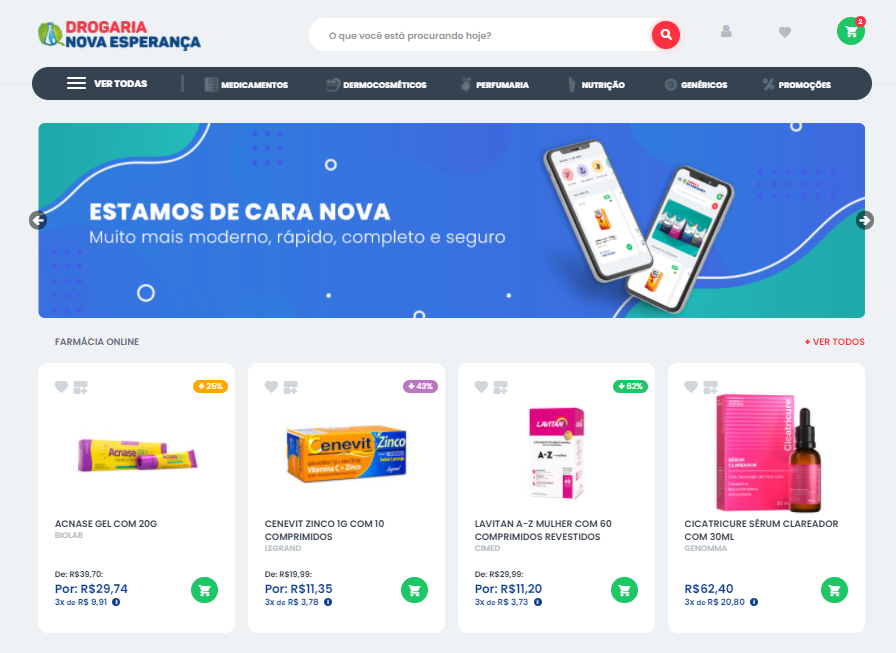 DROGARIA
NOVA ESPERANÇA
O que você está procurando hoje?
2
VER TODAS
MEDICAMENTOS
DERMOCOSMÉTICOS
PERFUMARIA
NUTRIÇÃO
GENÉRICOS
PROMOÇÕES
ESTAMOS DE CARA NOVA
Muito mais moderno, rápido, completo e seguro
FARMÁCIA ONLINE
+ VER TODOS
25%
43%
62%
Acnase
Cenevit Zinco
Vitamina C + Zinco
Legrand
LAVITAN
A-Z
60
Cicatricure
SÉRUM
CLAREADOR
ACNASE GEL COM 20G
BIOLAB
De: R$39,70:
Por: R$29,74
3x de R$ 9,91
CENEVIT ZINCO 1G COM 10
COMPRIMIDOS
LEGRAND
De: R$19,99:
Por: R$11,35
3x de R$ 3,78
LAVITAN A-Z MULHER COM 60
COMPRIMIDOS REVESTIDOS
CIMED
De: R$29,99:
Por: R$11,20
3x de R$ 3,73
CICATRICURE SÉRUM CLAREADOR
COM 30ML
GENOMMA
R$62,40
3x de R$ 20,80